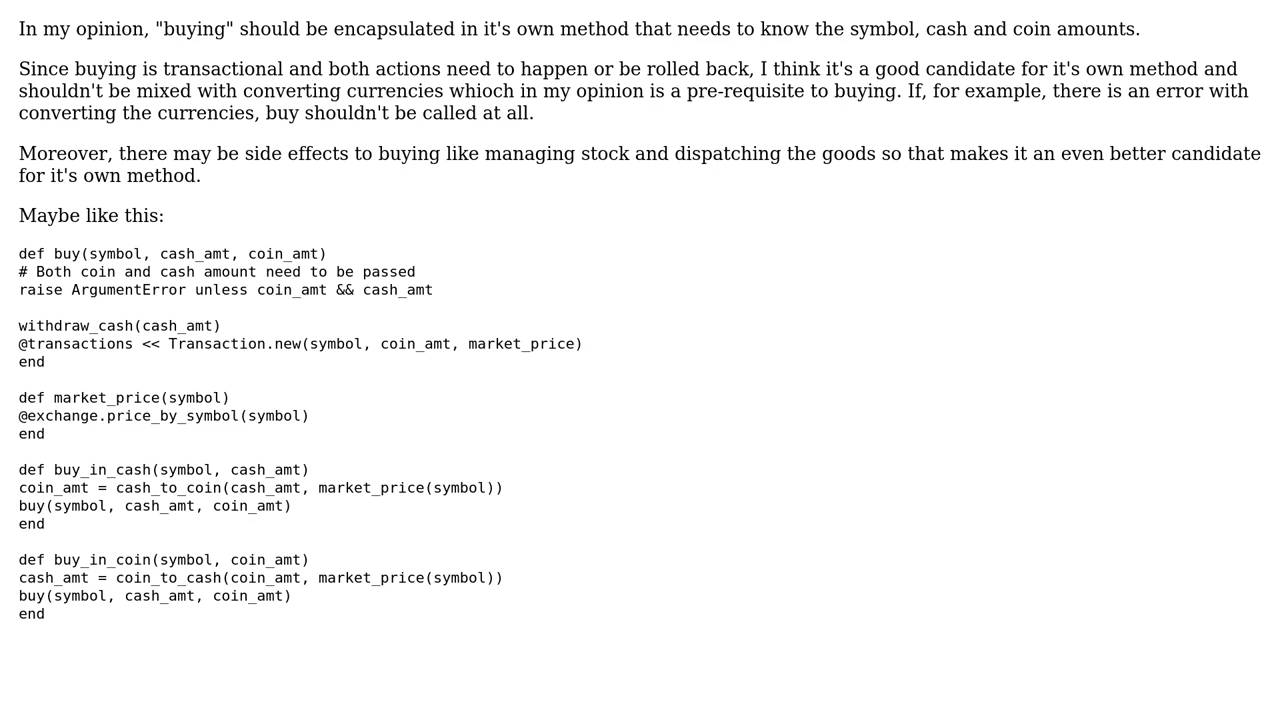 In my opinion, "buying" should be encapsulated in it's own method that needs to know the symbol, cash and coin amounts.
Since buying is transactional and both actions need to happen or be rolled back, I think it's a good candidate for it's own method and
shouldn't be mixed with converting currencies whioch in my opinion is a pre-requisite to buying. If, for example, there is an error with
converting the currencies, buy shouldn't be called at all.
Moreover, there may be side effects to buying like managing stock and dispatching the goods so that makes it an even better candidate
for it's own method.
Maybe like this:
def buy(symbol, cash_amt, coin_amt)
# Both coin and cash amount need to be passed
raise ArgumentError unless coin_amt && cash_amt
withdraw_cash(cash_amt)
@transactions << Transaction.new(symbol, coin_amt, market_price)
end
def market_price(symbol)
@exchange.price_by_symbol(symbol)
end
def buy_in_cash(symbol, cash_amt)
coin_amt = cash_to_coin(cash_amt, market_price(symbol))
buy(symbol, cash_amt, coin_amt)
end
def buy_in_coin(symbol, coin_amt)
cash_amt = coin_to_cash(coin_amt, market_price(symbol))
buy(symbol, cash_amt, coin_amt)
end